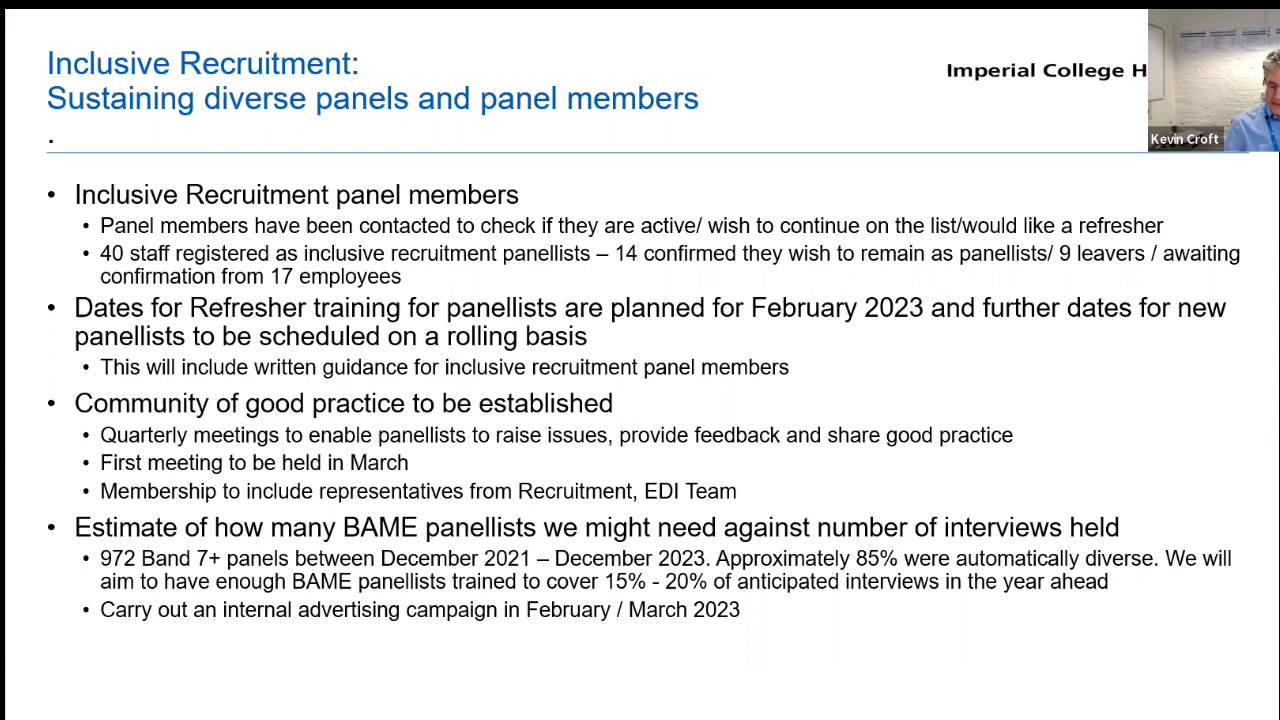 Inclusive Recruitment:
Sustaining diverse panels and panel members
.
Imperial College H
Kevin Croft
• Inclusive Recruitment panel members
• Panel members have been contacted to check if they are active/ wish to continue on the list/would like a refresher
• 40 staff registered as inclusive recruitment panellists – 14 confirmed they wish to remain as panellists/ 9 leavers / awaiting
confirmation from 17 employees
• Dates for Refresher training for panellists are planned for February 2023 and further dates for new
panellists to be scheduled on a rolling basis
• This will include written guidance for inclusive recruitment panel members
• Community of good practice to be established
• Quarterly meetings to enable panellists to raise issues, provide feedback and share good practice
• First meeting to be held in March
• Membership to include representatives from Recruitment, EDI Team
• Estimate of how many BAME panellists we might need against number of interviews held
• 972 Band 7+ panels between December 2021 – December 2023. Approximately 85% were automatically diverse. We will
aim to have enough BAME panellists trained to cover 15% - 20% of anticipated interviews in the year ahead
• Carry out an internal advertising campaign in February / March 2023